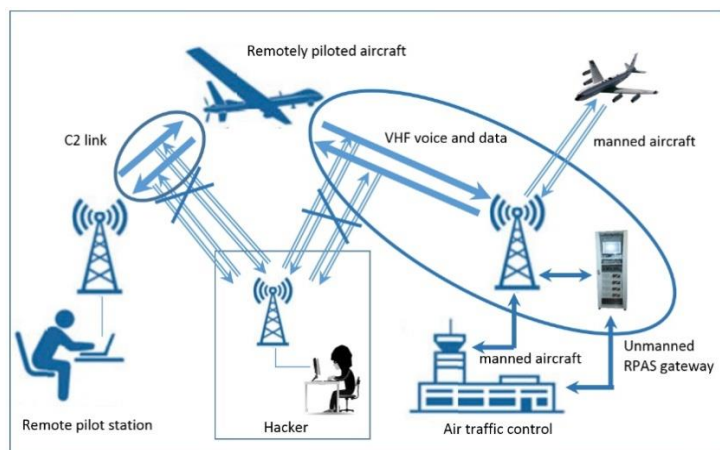 Remotely piloted aircraft
C2 link
VHF voice and data
manned aircraft
manned aircraft
Unmanned
RPAS gateway
Remote pilot station
Hacker
Air traffic control